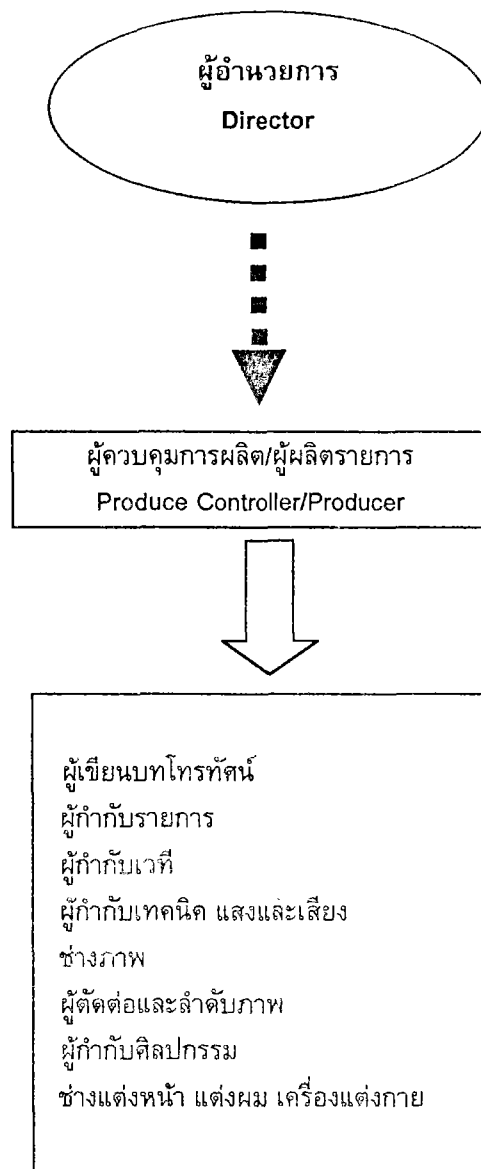 ผู้อำนวยการ
Director
ผู้ควบคุมการผลิต/ผู้ผลิตรายการ
Produce Controller/Producer
ผู้เขียนบทโทรทัศน์
ผู้กำกับรายการ
ผู้กำกับเวที
ผู้กำกับเทคนิค แสงและเสียง
ช่างภาพ
ผู้ตัดต่อและลำดับภาพ
ผู้กำกับศิลปกรรม
ช่างแต่งหน้า แต่งผม เครื่องแต่งกาย